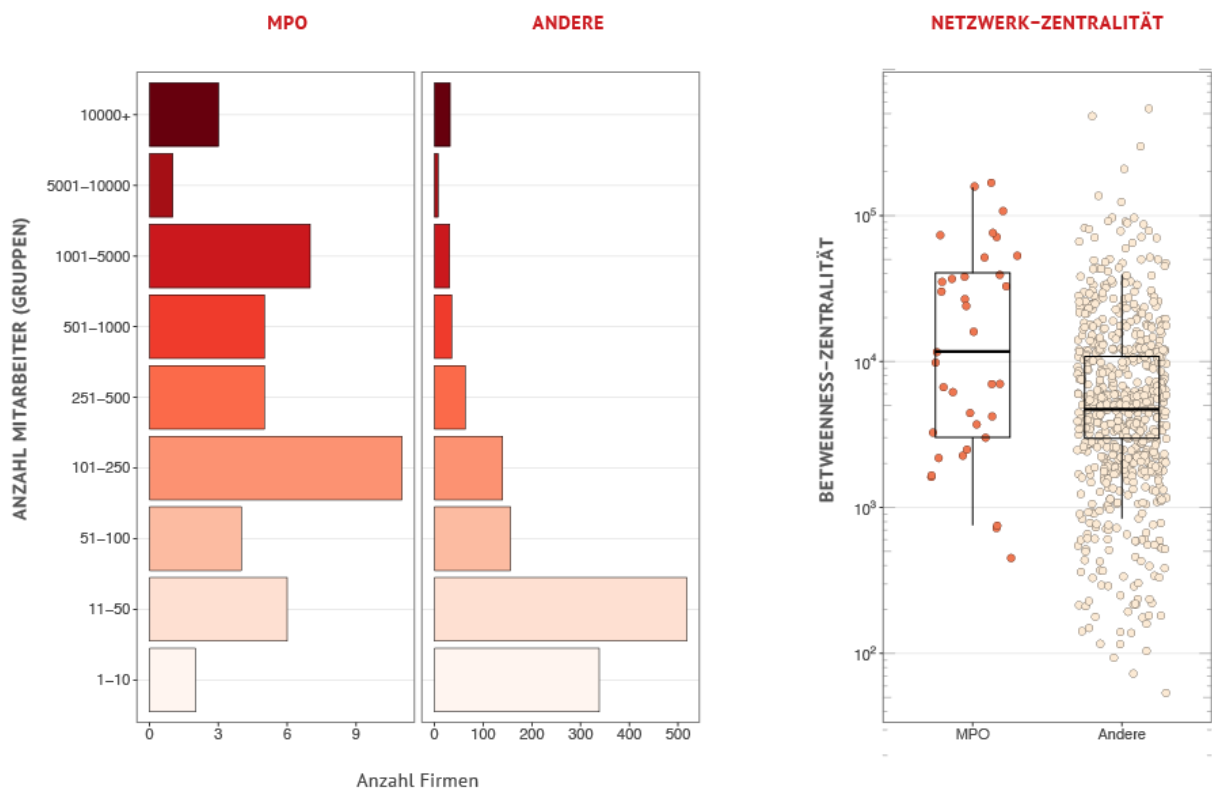 MPO
ANDERE
NETZWERK-ZENTRALITÄT
ANZAHL MITARBEITER (GRUPPEN)
10000+
5001-10000
1001-5000
501-1000
251-500
101-250
51-100
11-50
1-10
0 3 6 9
0 100 200 300 400 500
Anzahl Firmen
BETWEENNESS-ZENTRALITÄT
10⁵
10⁴
10³
10²
MPO Andere